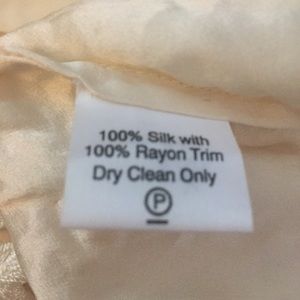 100% Silk with
100% Rayon Trim
Dry Clean Only
P